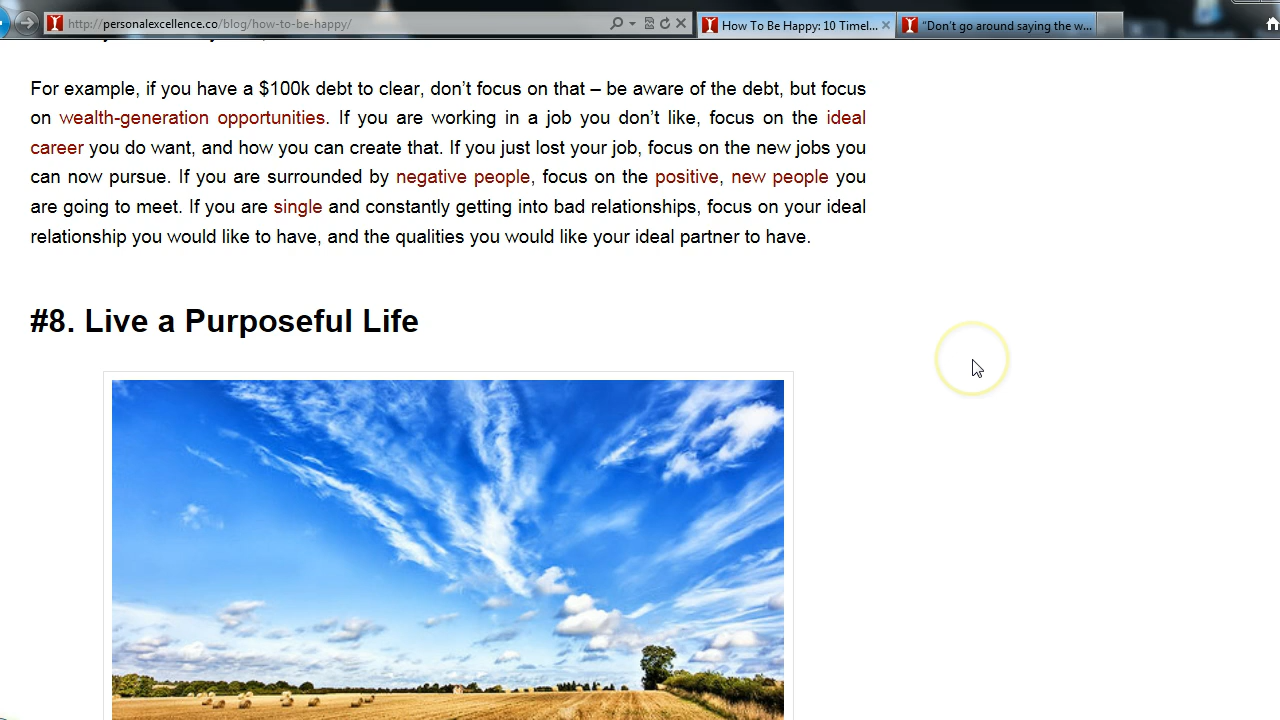 http://personalexcellence.co/blog/how-to-be-happy/
How To Be Happy: 10 Timel...
"Don't go around saying the w...
For example, if you have a $100k debt to clear, don't focus on that – be aware of the debt, but focus
on wealth-generation opportunities. If you are working in a job you don't like, focus on the ideal
career you do want, and how you can create that. If you just lost your job, focus on the new jobs you
can now pursue. If you are surrounded by negative people, focus on the positive, new people you
are going to meet. If you are single and constantly getting into bad relationships, focus on your ideal
relationship you would like to have, and the qualities you would like your ideal partner to have.
#8. Live a Purposeful Life